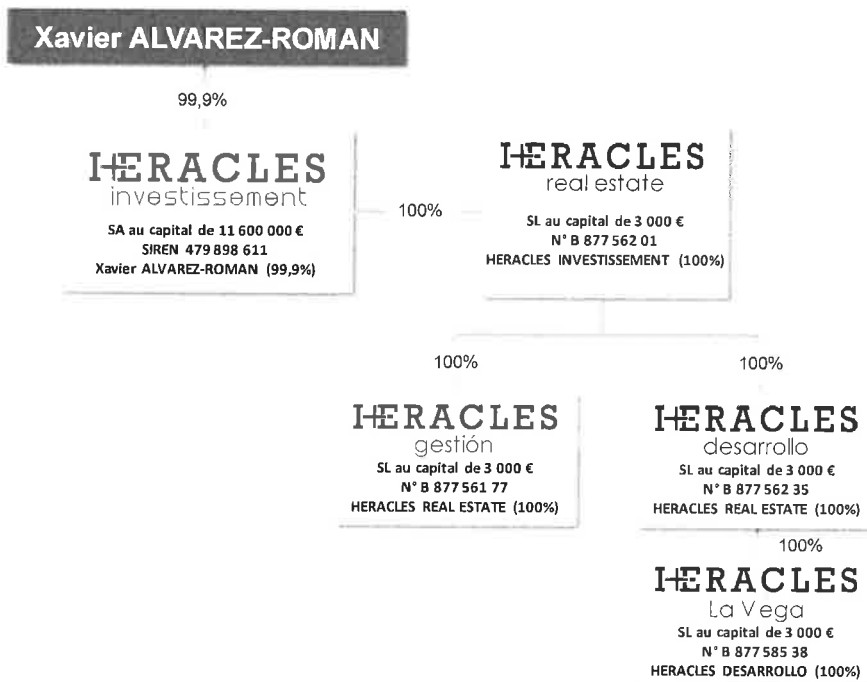 Xavier ALVAREZ-ROMAN
99,9%
HERACLES
investissement
SA au capital de 11 600 000 €
SIREN 479 898 611
Xavier ALVAREZ-ROMAN (99,9%)
100%
HERACLES
real estate
SL au capital de 3 000 €
N° B 877 562 01
HERACLES INVESTISSEMENT (100%)
100%
HERACLES
gestión
SL au capital de 3 000 €
N° B 877 561 77
HERACLES REAL ESTATE (100%)
100%
HERACLES
desarrollo
SL au capital de 3 000 €
N° B 877 562 35
HERACLES REAL ESTATE (100%)
100%
HERACLES
La Vega
SL au capital de 3 000 €
N° B 877 585 38
HERACLES DESARROLLO (100%)